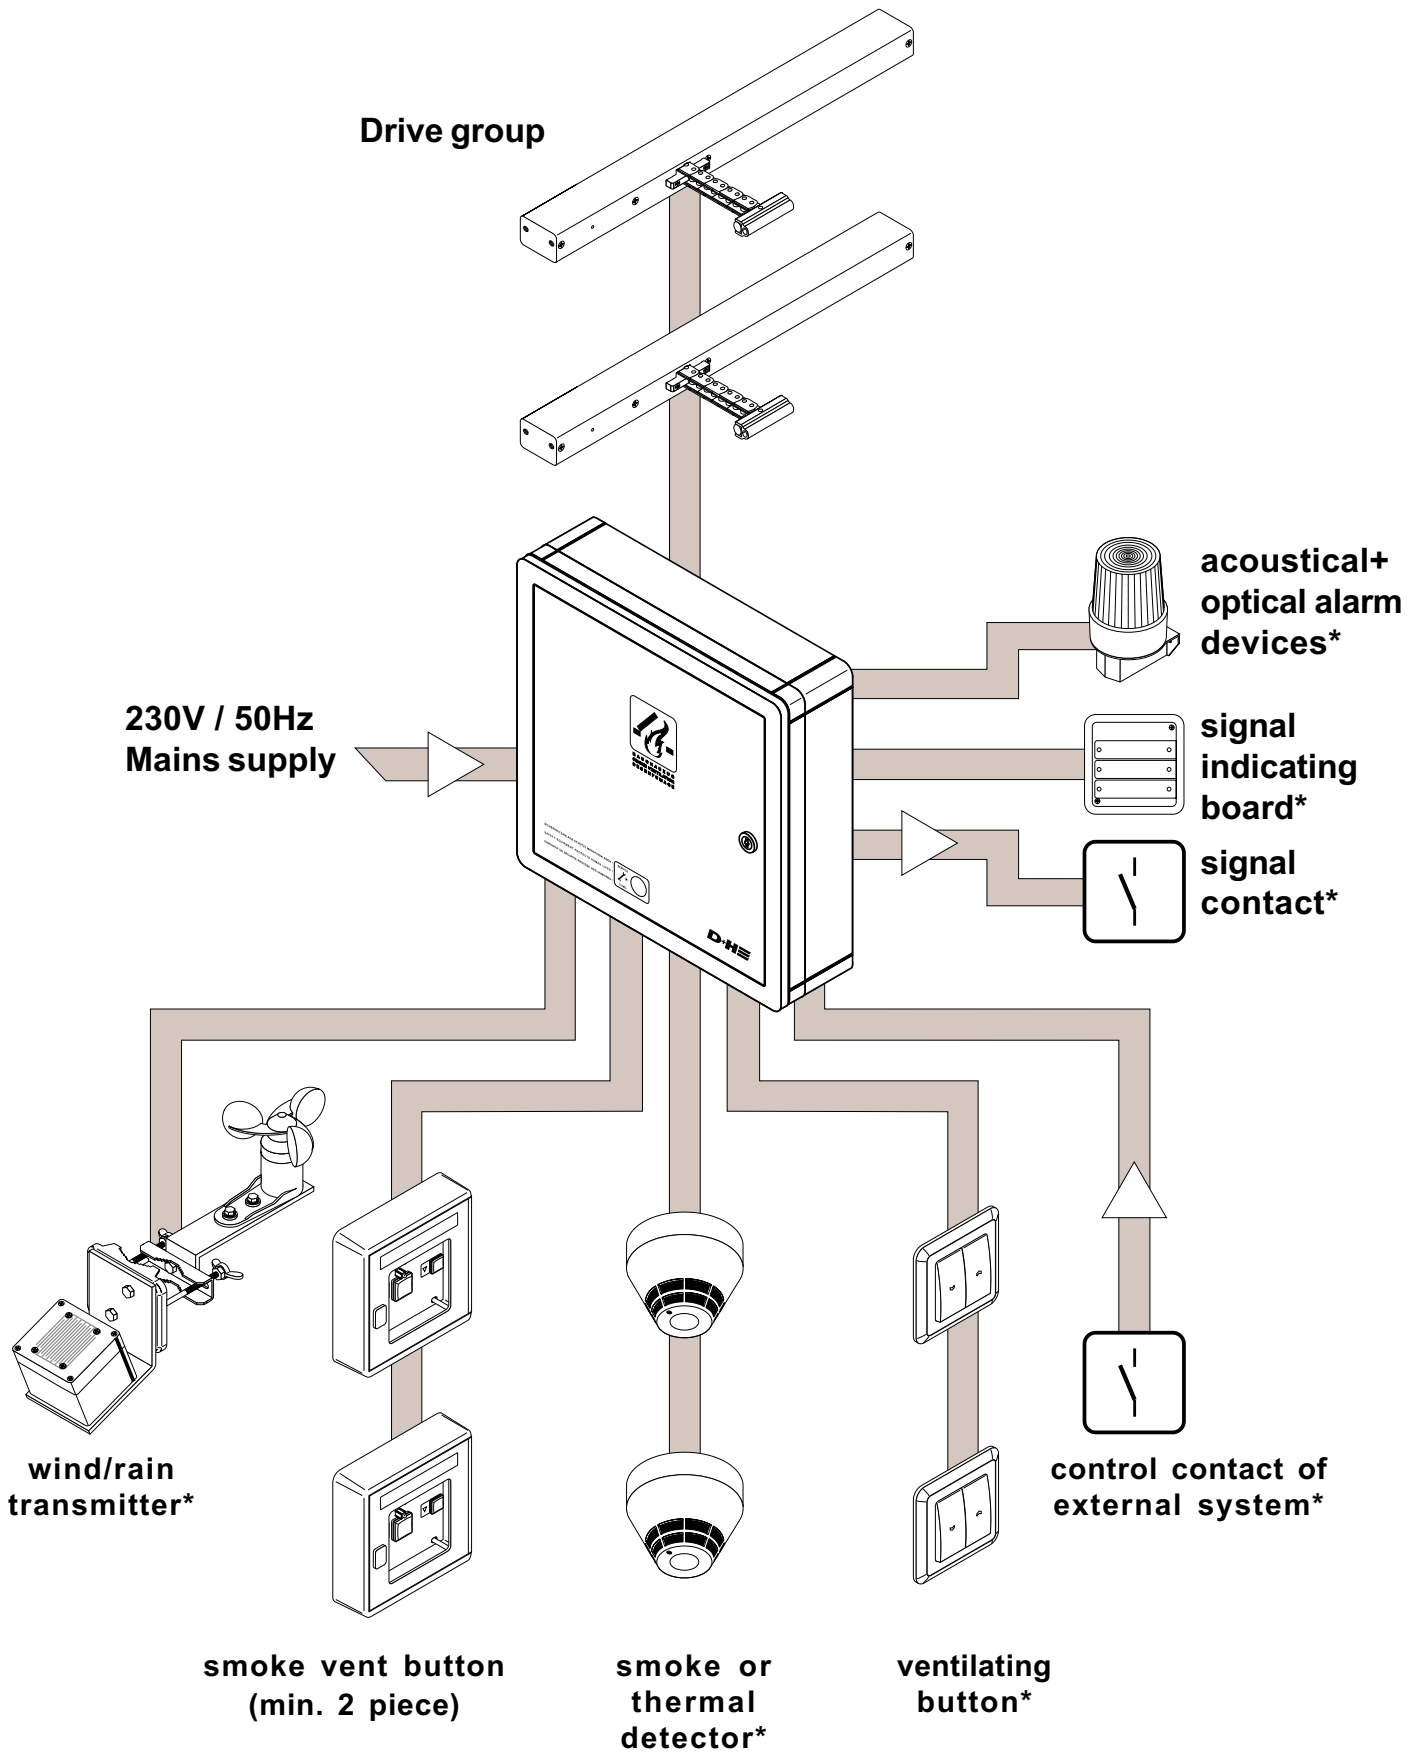 Drive group
acoustical+
optical alarm
devices*
230V / 50Hz
Mains supply
signal
indicating
board*
signal
contact*
D+H
wind/rain
transmitter*
control contact of
external system*
smoke vent button
(min. 2 piece)
smoke or
thermal
detector*
ventilating
button*